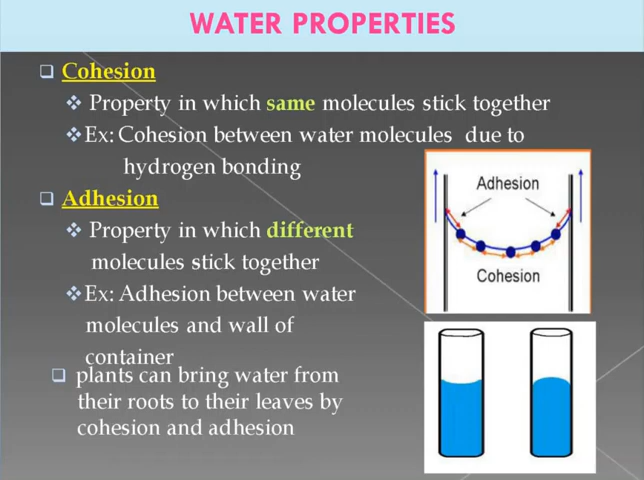 WATER PROPERTIES
Cohesion
Property in which same molecules stick together
Ex: Cohesion between water molecules due to
hydrogen bonding
Adhesion
Property in which different
molecules stick together
Ex: Adhesion between water
molecules and wall of
container
plants can bring water from
their roots to their leaves by
cohesion and adhesion
Adhesion
Cohesion